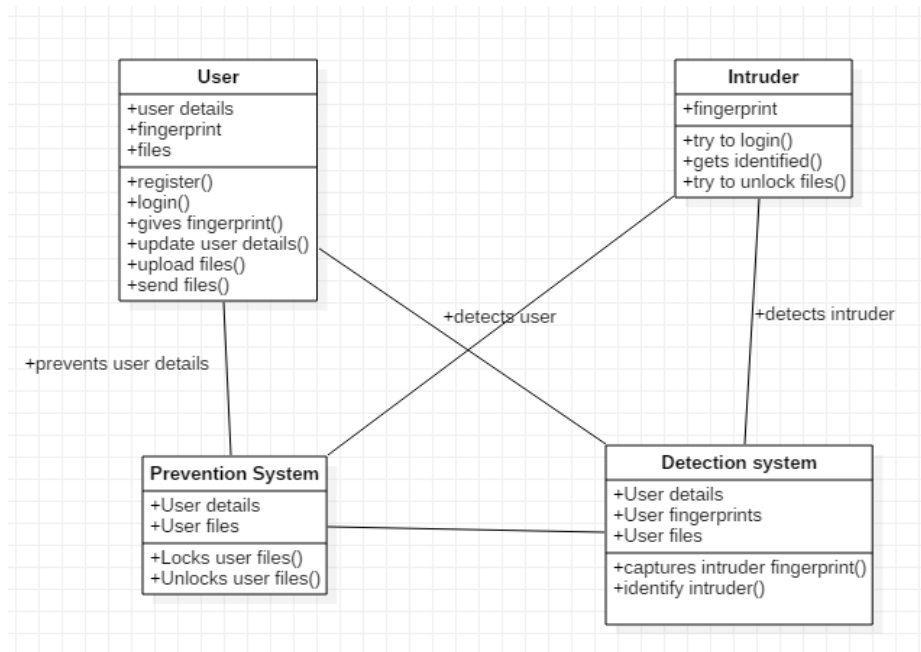 User
+user details
+fingerprint
+files
+register()
+login()
+gives fingerprint()
+update user details()
+upload files()
+send files()
Intruder
+fingerprint
+try to login()
+gets identified()
+try to unlock files()
+detects user
+detects intruder
+prevents user details
Prevention System
+User details
+User files
+Locks user files()
+Unlocks user files()
Detection system
+User details
+User fingerprints
+User files
+captures intruder fingerprint()
+identify intruder()